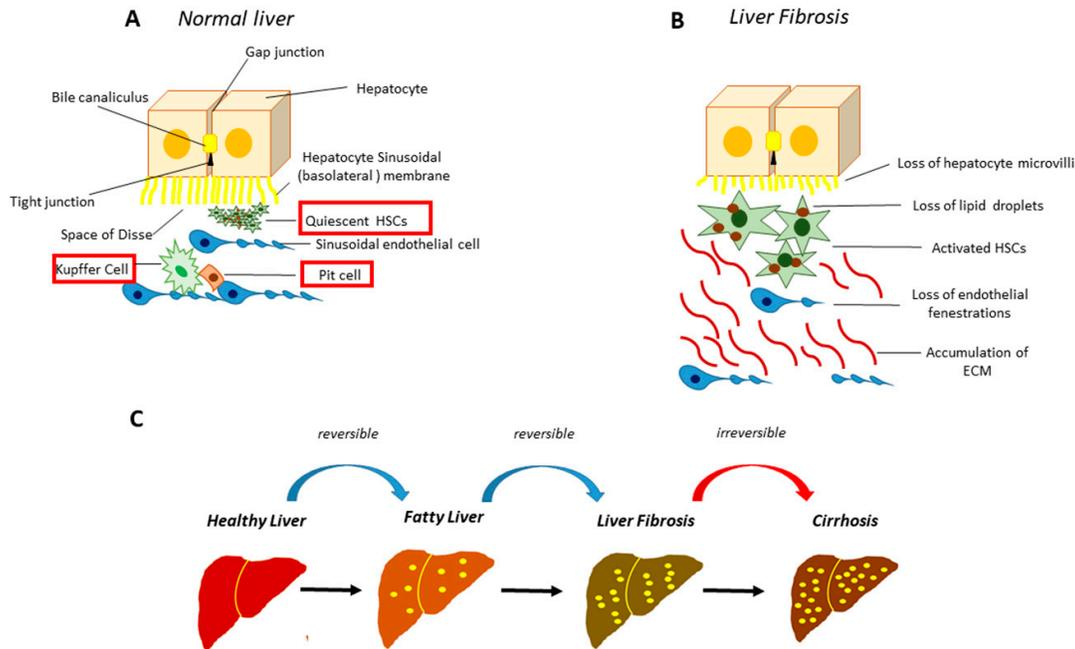 A
Normal liver
Gap junction
Bile canaliculus
Hepatocyte
Hepatocyte Sinusoidal
(basolateral ) membrane
Tight junction
Quiescent HSCs
Space of Disse
Sinusoidal endothelial cell
Kupffer Cell
Pit cell
B
Liver Fibrosis
Loss of hepatocyte microvilli
Loss of lipid droplets
Activated HSCs
Loss of endothelial
fenestrations
Accumulation of
ECM
C
reversible
reversible
irreversible
Healthy Liver
Fatty Liver
Liver Fibrosis
Cirrhosis